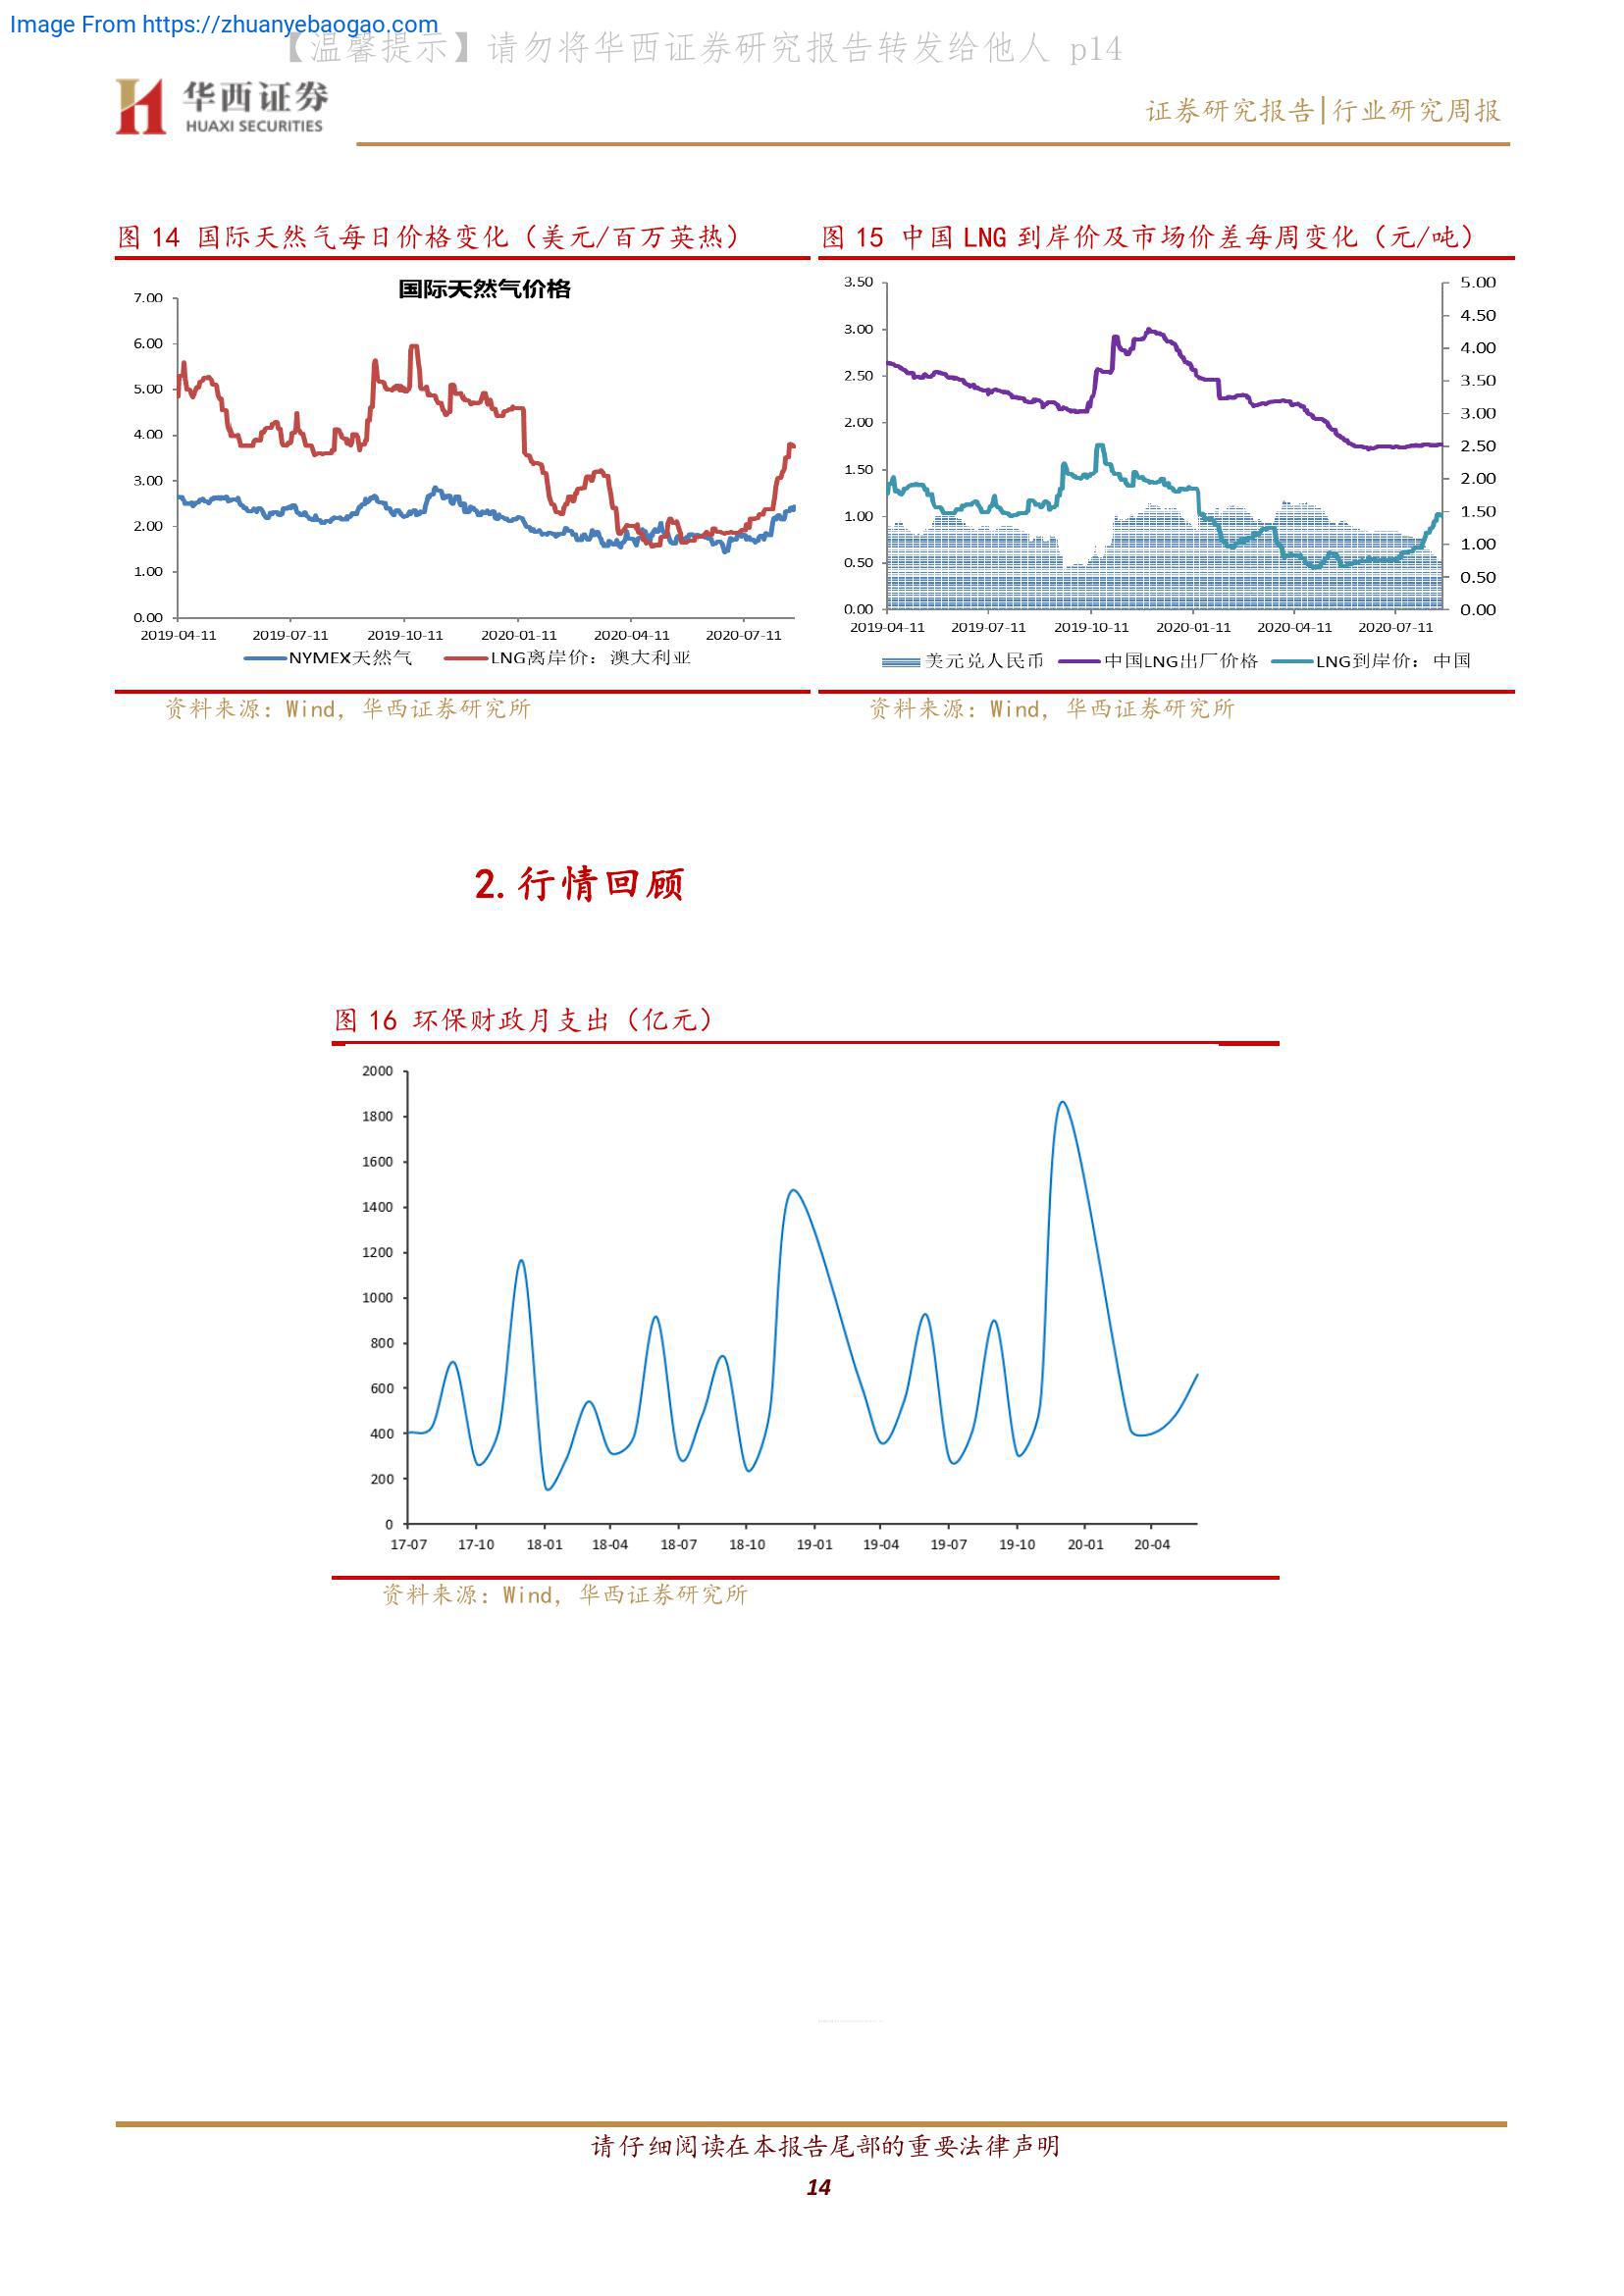 Image From https://zhuanyebaogao.com
【温馨提示】请勿将华西证券研究报告转发给他人 p14
华西证券
HUAXI SECURITIES
证券研究报告|行业研究周报
图 14 国际天然气每日价格变化（美元/百万英热）
国际天然气价格
7.00
6.00
5.00
4.00
3.00
2.00
1.00
0.00
2019-04-11 2019-07-11 2019-10-11 2020-01-11 2020-04-11 2020-07-11
NYMEX天然气 LNG离岸价：澳大利亚
资料来源：Wind，华西证券研究所
图 15 中国 LNG 到岸价及市场价差每周变化（元/吨）
3.50
3.00
2.50
2.00
1.50
1.00
0.50
0.00
5.00
4.50
4.00
3.50
3.00
2.50
2.00
1.50
1.00
0.50
0.00
2019-04-11 2019-07-11 2019-10-11 2020-01-11 2020-04-11 2020-07-11
美元兑人民币 中国LNG出厂价格 LNG到岸价：中国
资料来源：Wind，华西证券研究所
2.行情回顾
图 16 环保财政月支出（亿元）
2000
1800
1600
1400
1200
1000
800
600
400
200
0
17-07 17-10 18-01 18-04 18-07 18-10 19-01 19-04 19-07 19-10 20-01 20-04
资料来源：Wind，华西证券研究所
请仔细阅读在本报告尾部的重要法律声明
14